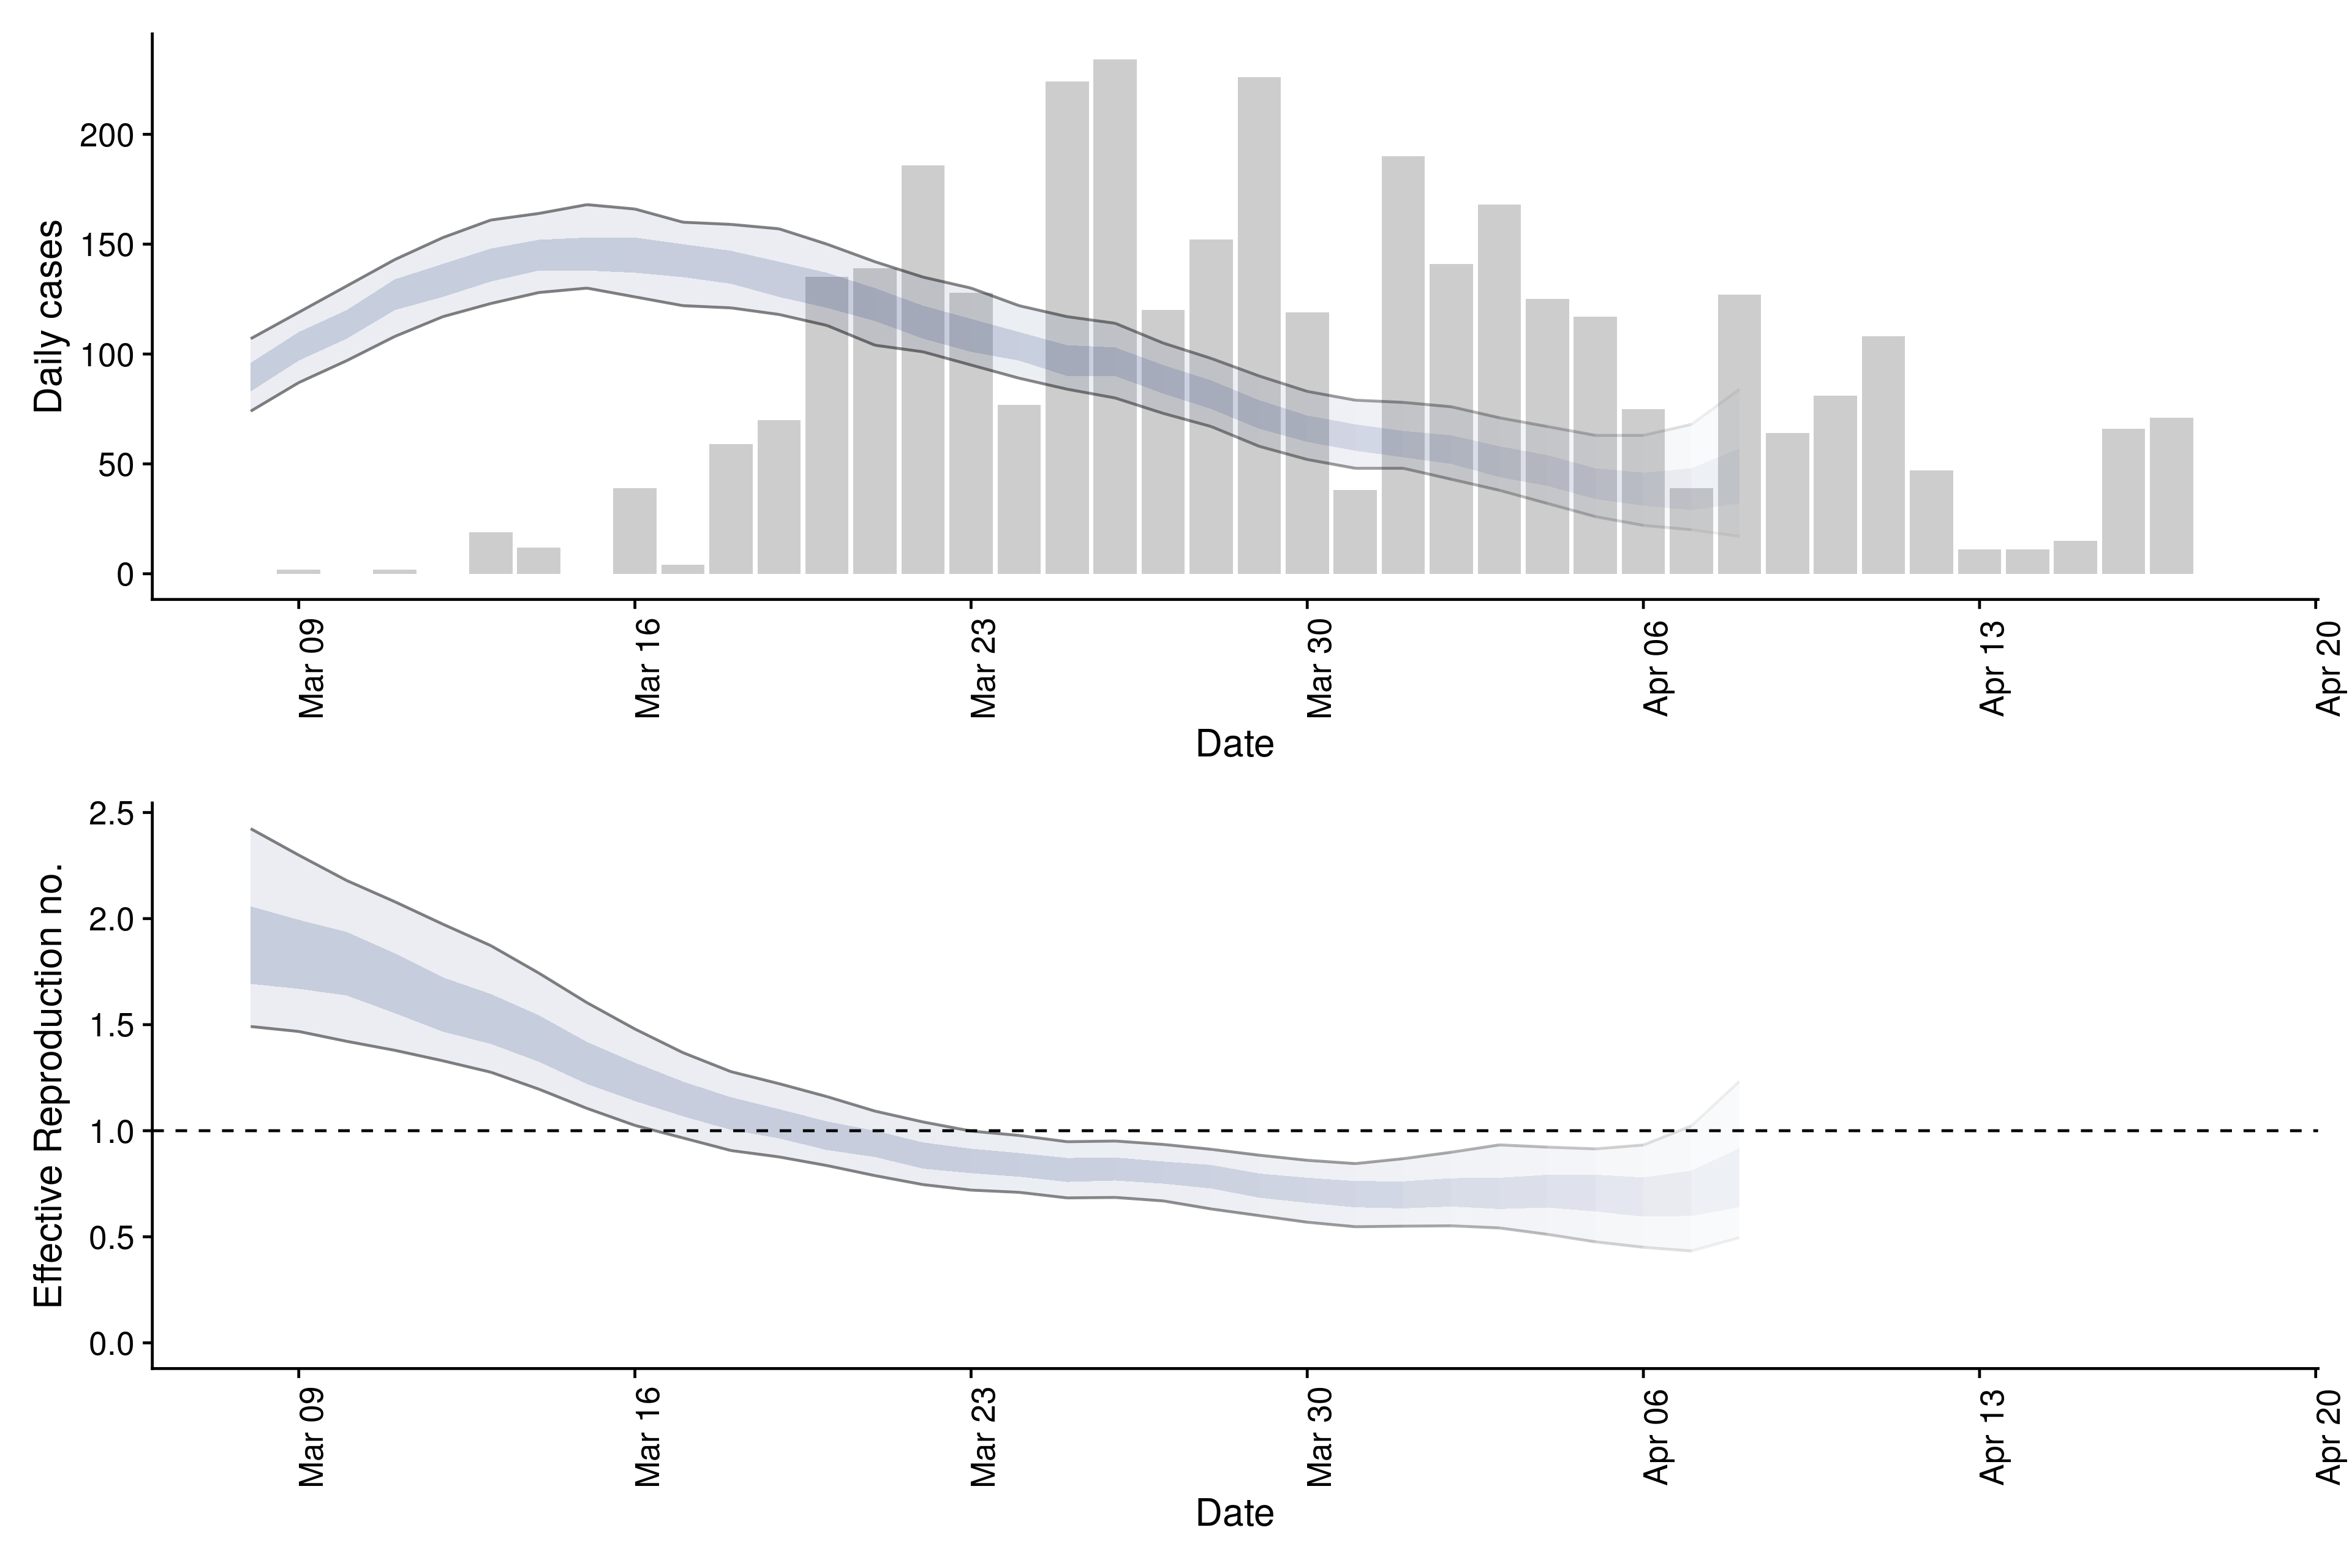 Daily cases
200
150
100
50
0
Mar 09
Mar 16
Mar 23
Mar 30
Apr 06
Apr 13
Apr 20
Date
Effective Reproduction no.
2.5
2.0
1.5
1.0
0.5
0.0
Mar 09
Mar 16
Mar 23
Mar 30
Apr 06
Apr 13
Apr 20
Date